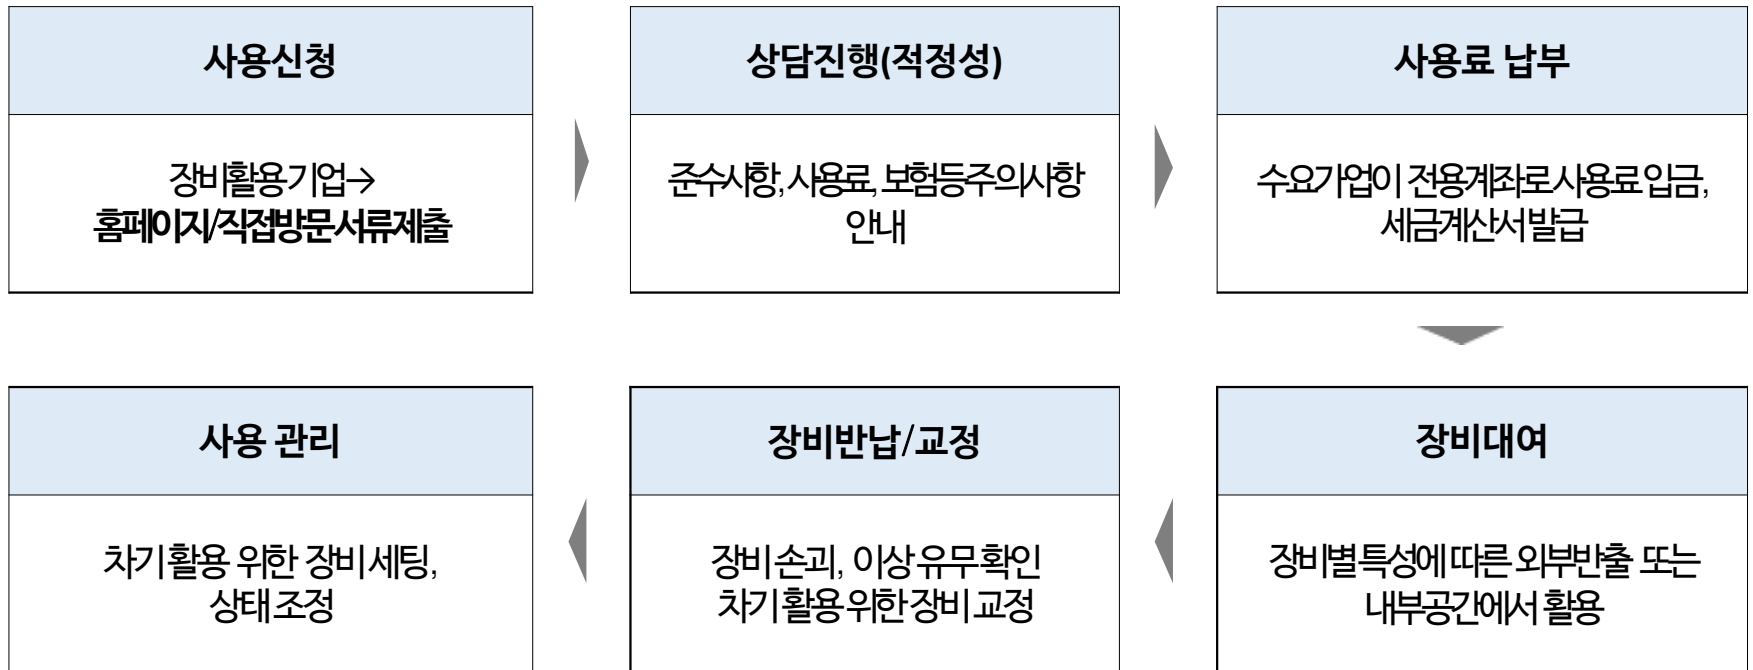 사용신청
장비활용기업→
홈페이지/직접방문 서류제출
상담진행(적정성)
준수사항, 사용료, 보험등주의사항
안내
사용료 납부
수요기업이 전용계좌로 사용료 입금,
세금계산서 발급
장비대여
장비별 특성에 따른 외부반출 또는
내부공간에서 활용
장비반납/교정
장비 손괴, 이상 유무 확인
차기 활용 위한 장비 교정
사용 관리
차기 활용 위한 장비 세팅,
상태 조정